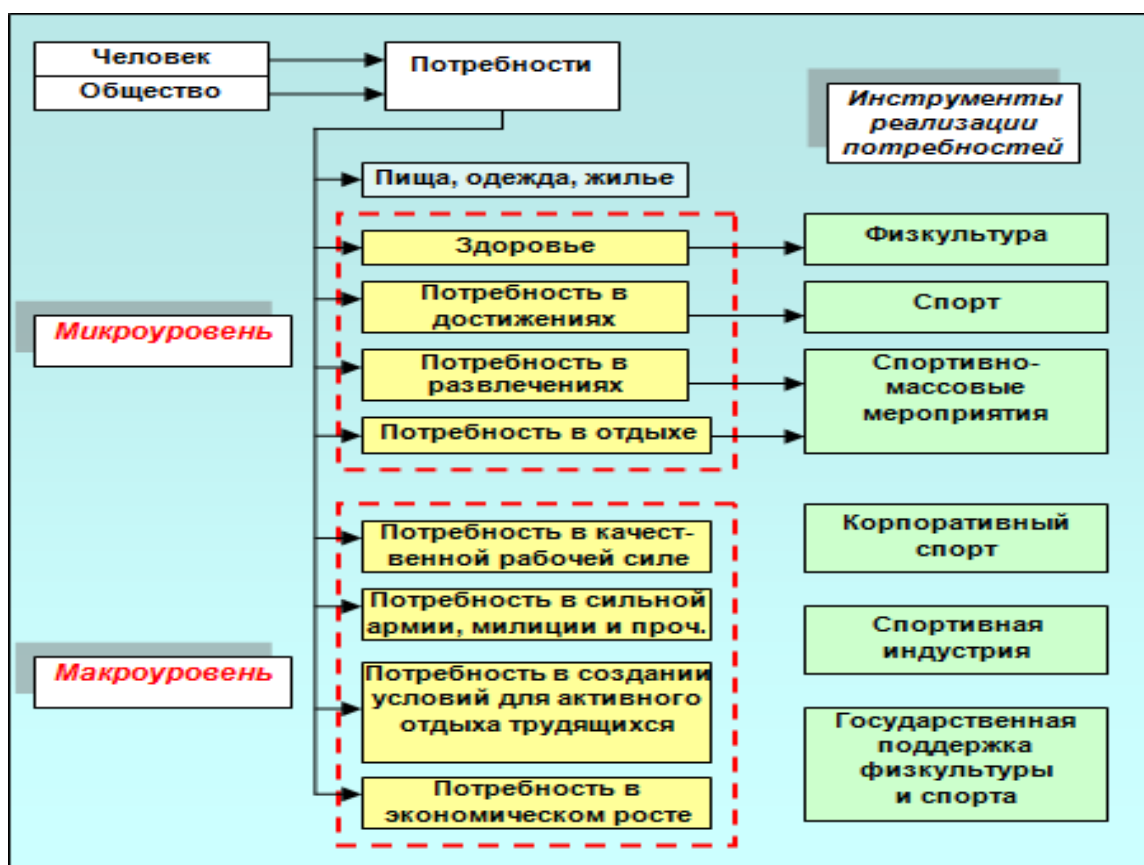 Человек
Общество
Потребности
Инструменты
реализации
потребностей
Пища, одежда, жилье
Здоровье
Физкультура
Потребность в
достижениях
Спорт
Микроуровень
Потребность в
развлечениях
Спортивно-
массовые
мероприятия
Потребность в отдыхе
Потребность в качест-
венной рабочей силе
Корпоративный
спорт
Потребность в сильной
армии, милиции и проч.
Спортивная
индустрия
Макроуровень
Потребность в создании
условий для активного
отдыха трудящихся
Государственная
поддержка
физкультуры
и спорта
Потребность в
экономическом росте